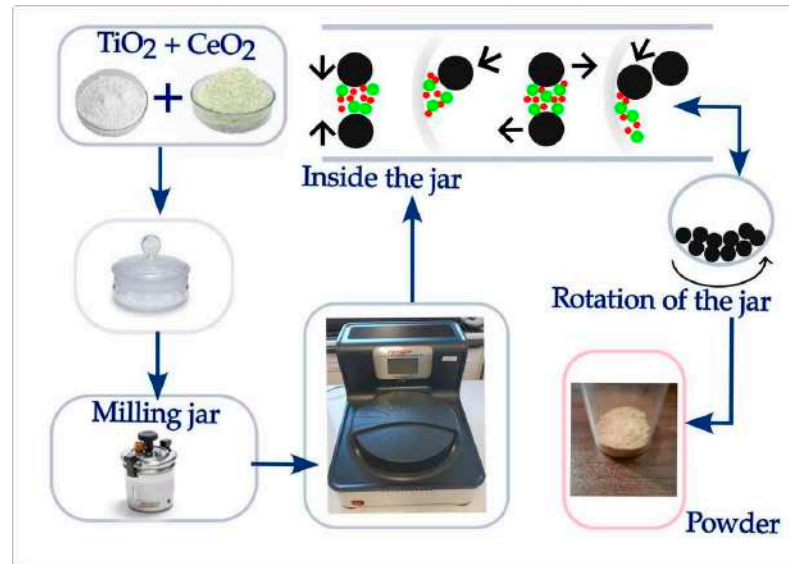 TiO2 + CeO2
Inside the jar
Rotation of the jar
Milling jar
Powder